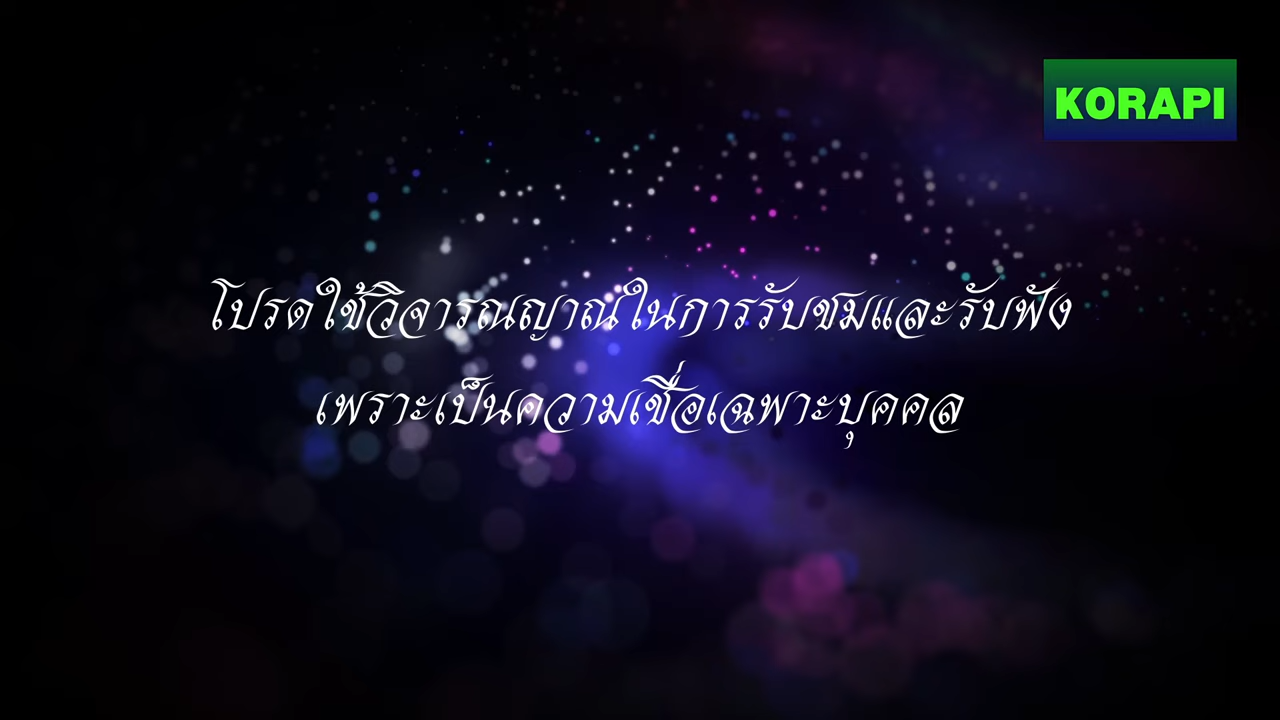 KORAPI
โปรดใช้วิจารณญาณในการรับชมและรับฟัง
เพราะเป็นความเชื่อเฉพาะบุคคล